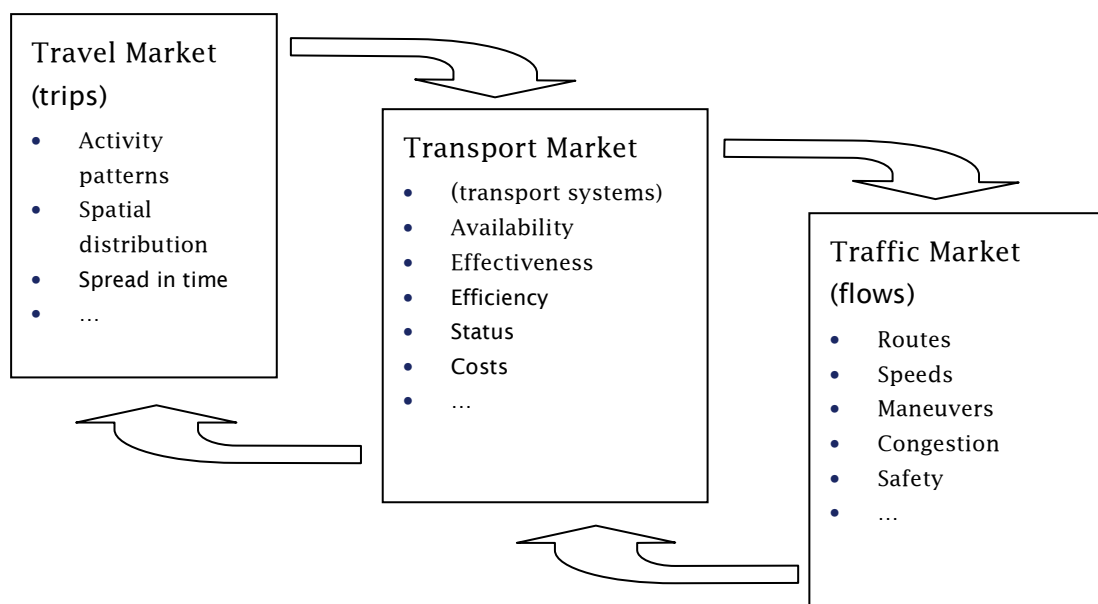 Travel Market
(trips)
• Activity
patterns
• Spatial
distribution
• Spread in time
• ...
Transport Market
• (transport systems)
• Availability
• Effectiveness
• Efficiency
• Status
• Costs
• ...
Traffic Market
(flows)
• Routes
• Speeds
• Maneuvers
• Congestion
• Safety
• ...